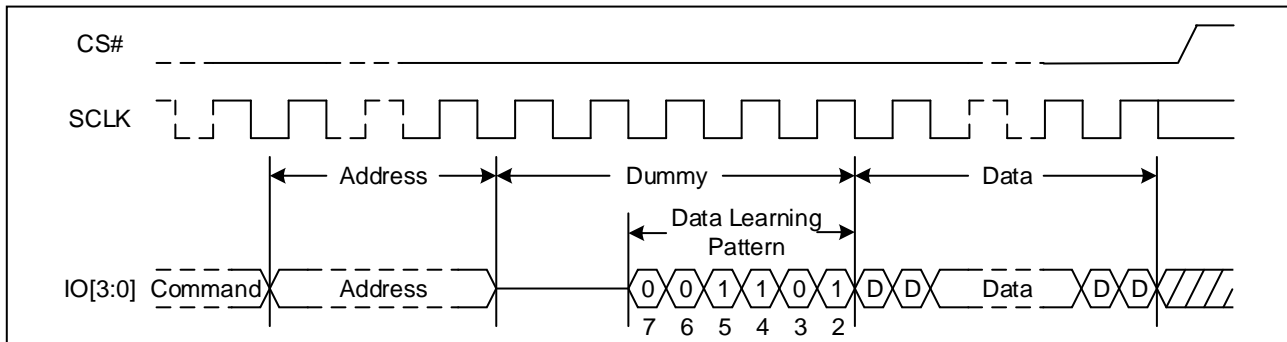 CS#
SCLK
Address Dummy Data
Data Learning
Pattern
IO[3:0] Command Address 0 0 1 1 0 1 D D Data D D
7 6 5 4 3 2